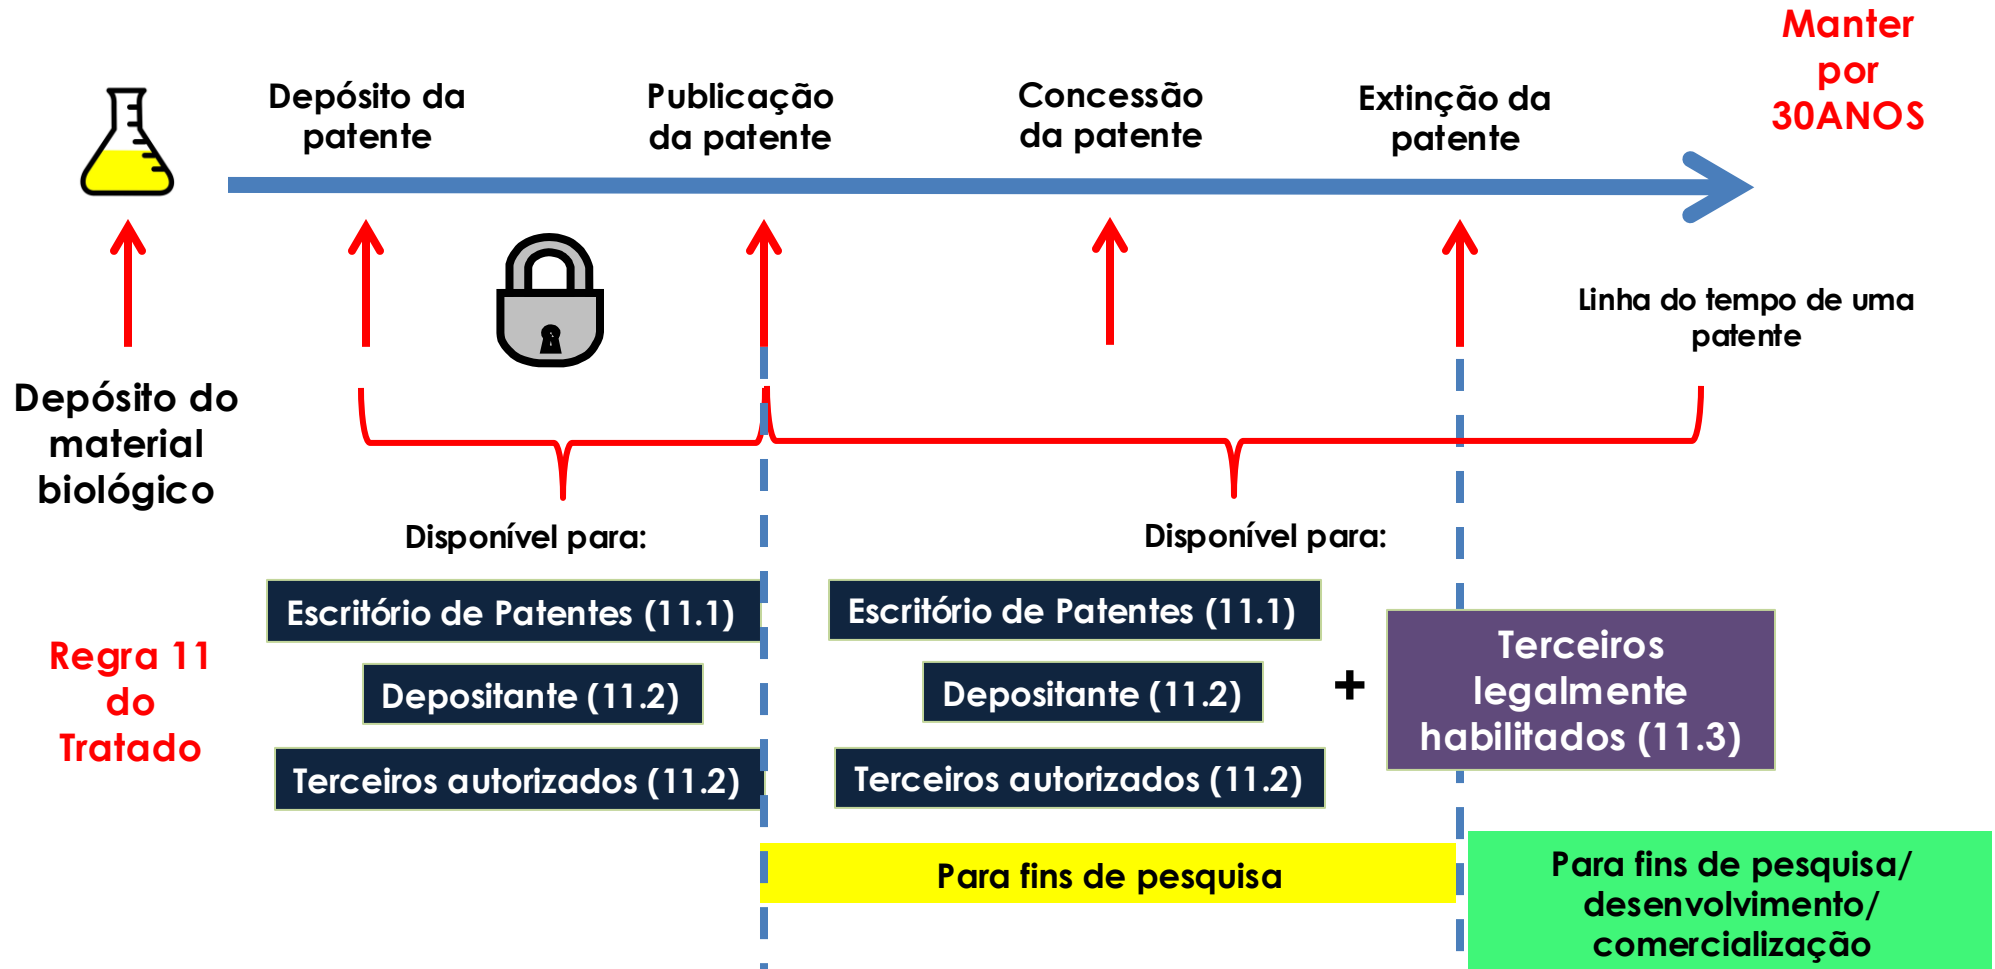 Manter
por
30ANOS
Depósito da
patente
Publicação
da patente
Concessão
da patente
Extinção da
patente
Linha do tempo de uma
patente
Depósito do
material
biológico
Disponível para:
Disponível para:
Regra 11
do
Tratado
Escritório de Patentes (11.1)
Depositante (11.2)
Terceiros autorizados (11.2)
Escritório de Patentes (11.1)
Depositante (11.2)
Terceiros autorizados (11.2)
+
Terceiros
legalmente
habilitados (11.3)
Para fins de pesquisa
Para fins de pesquisa/
desenvolvimento/
comercialização